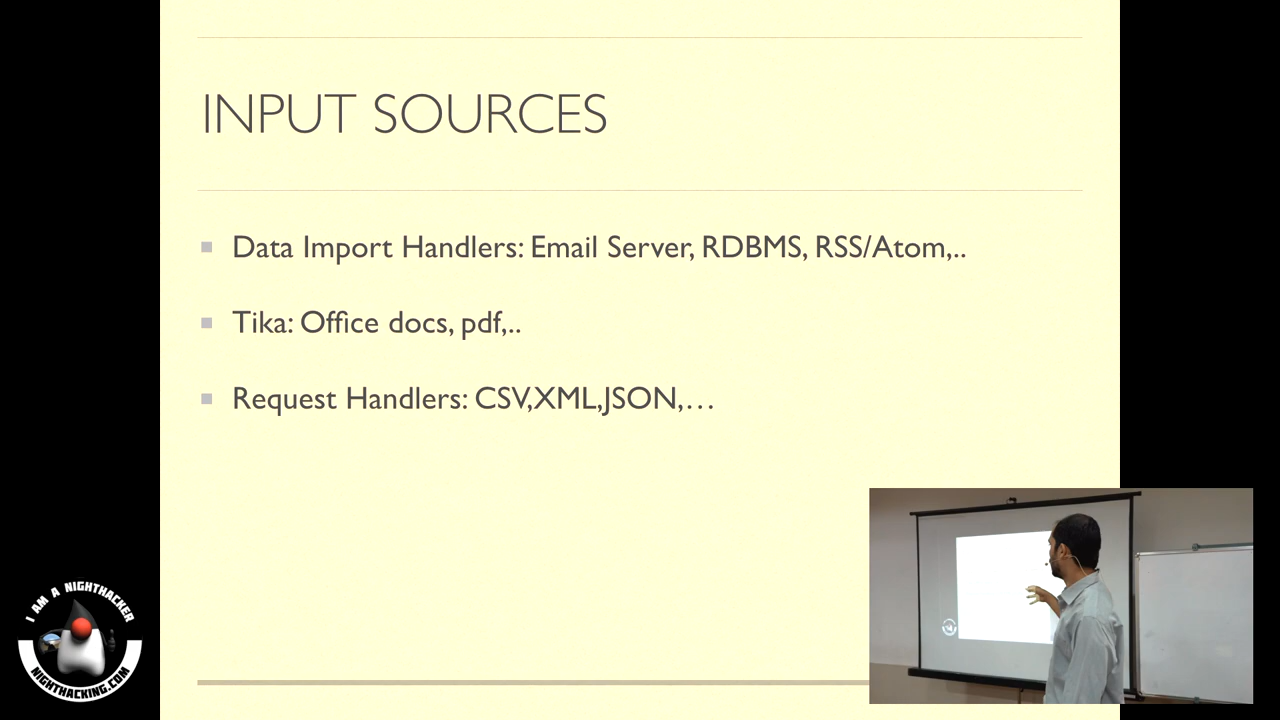 INPUT SOURCES
Data Import Handlers: Email Server, RDBMS, RSS/Atom,..
Tika: Office docs, pdf,..
Request Handlers: CSV,XML,JSON,…
I AM A NIGHTHACKER
NIGHTHACKING.COM